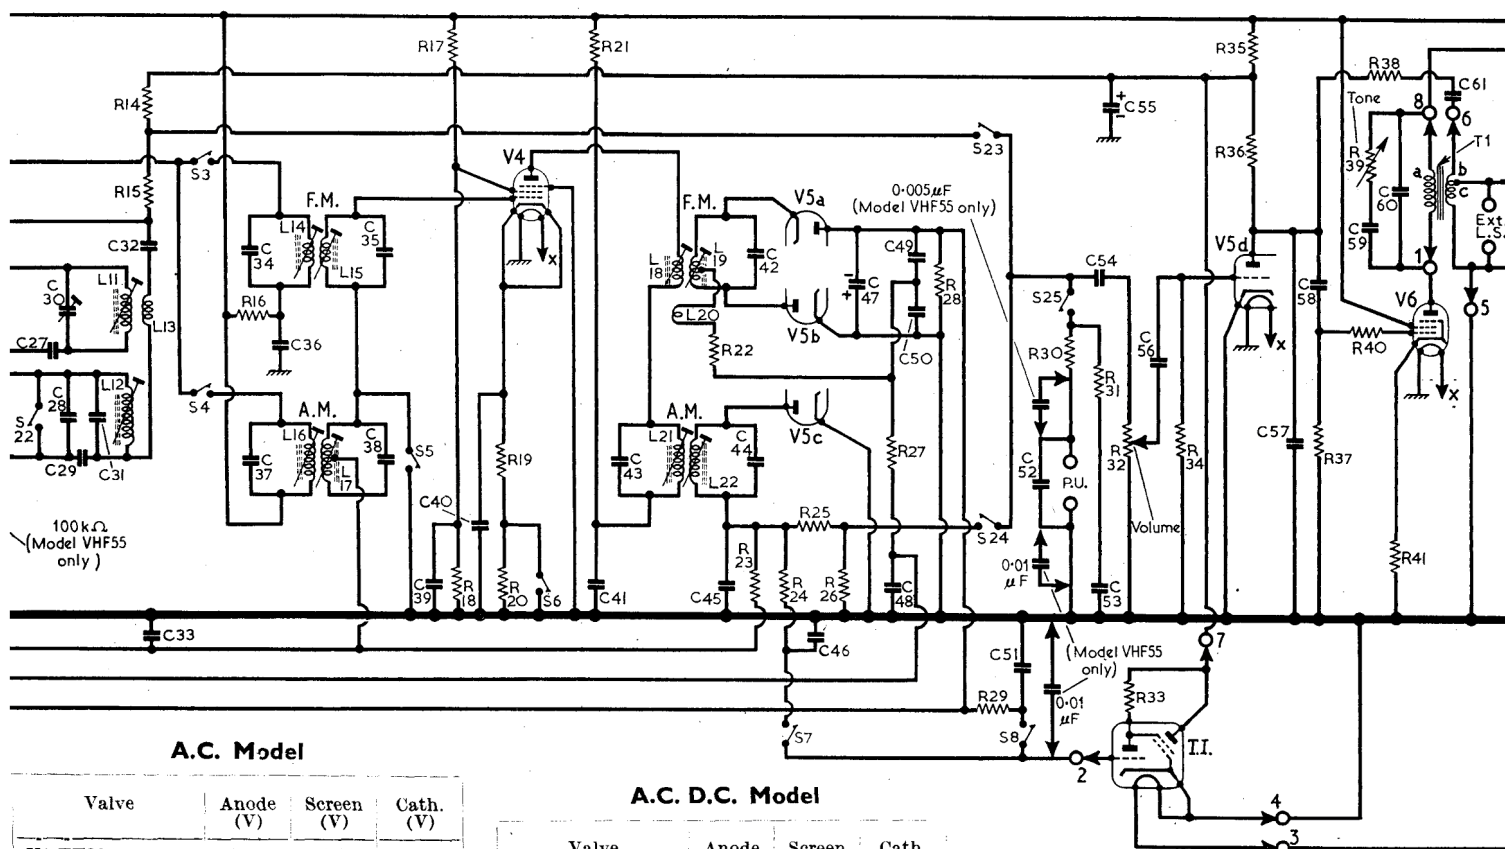 R17
R21
R35
R38
C61
R14
C55
Tone
8
6
S23
V4
R36
R
39
T1
S3
0.005μF
(Model VHF55
only)
a
b
c
C
60
R15
F.M.
F.M.
V5a
Ext.
L.S.
C32
L14
C
35
C
34
L15
L
18
L
19
C
42
C49
C54
V5d
C59
1
x
L11
C
30
R16
L13
C
47
R
28
S25
C
58
V6
5
L20
V5b
C50
C27
C36
R22
R30
C
56
x
R40
L12
C
28
S
22
S4
A.M.
A.M.
R
31
x
C29
C31
L16
C
38
S5
L21
C
44
V5c
C
37
L
17
R19
C
43
L22
R27
C
52
P.U.
R
32
R
34
C57
R37
C40
R25
S24
Volume
100kΩ
(Model VHF55
only)
R
23
0.01
μF
R41
C
39
R
18
R
20
S6
C41
C45
R
24
R
26
C
48
C
53
C33
C46
C51
(Model VHF55
only)
7
R29
0.01
μF
R33
S7
S8
T.I.
2
A.C. Model
A.C. D.C. Model
4
3
Valve
Anode
(V)
Screen
(V)
Cath.
(V)
Valve
Anode
Screen
Cath